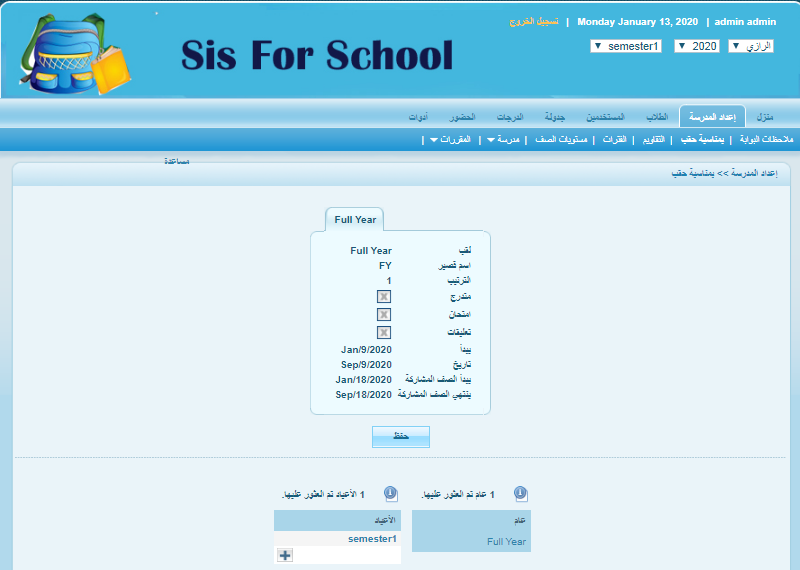 admin admin | Monday January 13, 2020 | تسجيل الخروج
الرازي 2020 semester1
Sis For School
منزل إعداد المدرسة الطلاب المستخدمين جدولة الدرجات الحضور أدوات
ملاحظات البوابة | بمناسبة حقب | التقاويم | الفترات | مستويات الصف | مدرسة | المقررات |
مساعدة
إعداد المدرسة >> بمناسبة حقب
Full Year
لقب Full Year
اسم قصير FY
الترتيب 1
متدرج X
امتحان X
تعليقات X
يبدأ Jan/9/2020
تاريخ Sep/9/2020
يبدأ الصف المشاركة Jan/18/2020
ينتهي الصف المشاركة Sep/18/2020
حفظ
1 عام تم العثور عليها.
عام
Full Year
1 الأعياد تم العثور عليها.
الأعياد
semester1